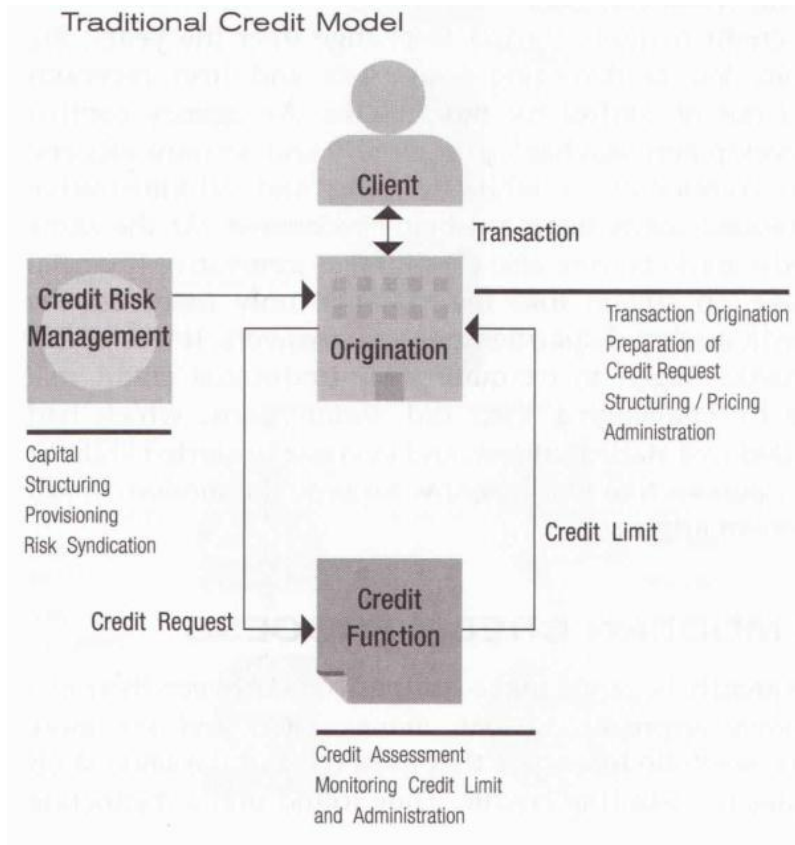 Traditional Credit Model
Client
Transaction
Credit Risk
Management
Origination
Transaction Origination
Preparation of
Credit Request
Structuring / Pricing
Administration
Capital
Structuring
Provisioning
Risk Syndication
Credit Limit
Credit Request
Credit
Function
Credit Assessment
Monitoring Credit Limit
and Administration